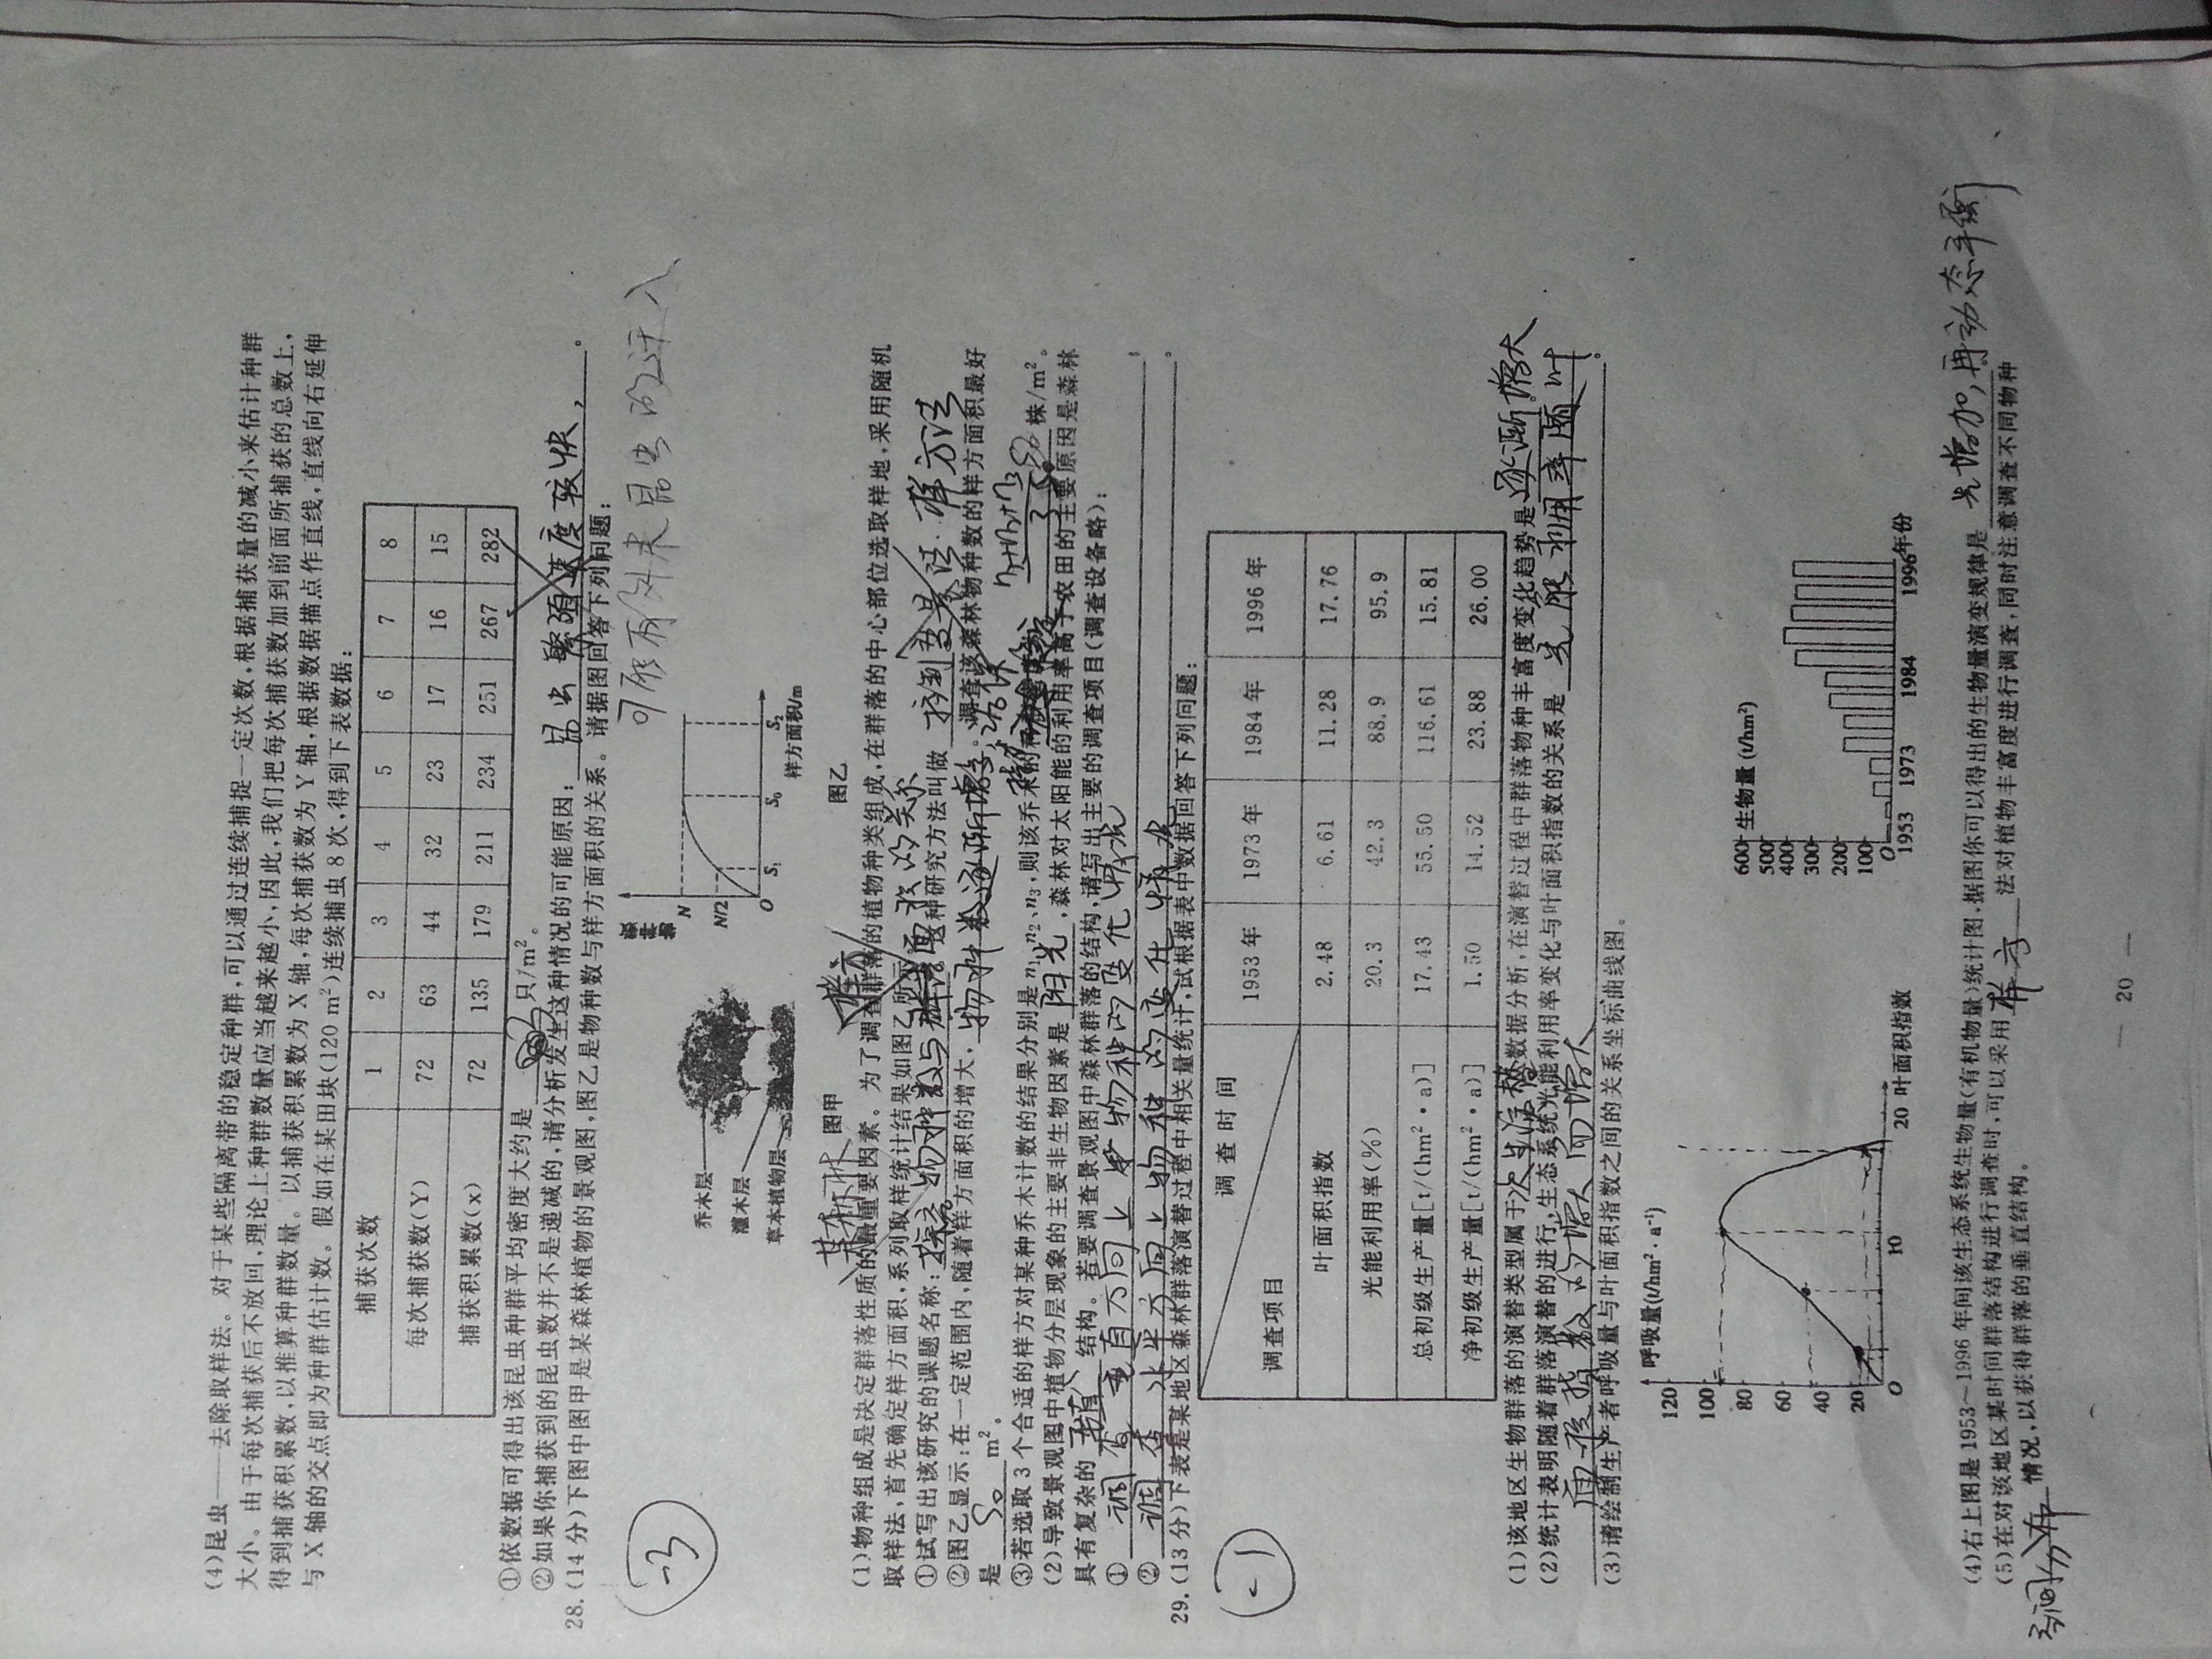 (4)昆虫——去除取样法。对于某些隔离带的稳定种群,可以通过连续捕捉一定次数,根据捕获量的减小来估计种群
大小。由于每次捕获后不放回,理论上种群数量应当越来越小,因此,我们把每次捕获数加到前面所捕获的总数上,
得到捕获积累数,以推算种群数量。以捕获积累数为 X 轴,每次捕获数为 Y 轴,根据数据描点作直线,直线向右延伸
与 X 轴的交点即为种群估计数。假如在某田块(120 m²)连续捕虫 8 次,得到下表数据:
捕获次数 1 2 3 4 5 6 7 8
每次捕获数(Y) 72 63 44 32 23 17 16 15
捕获积累数(x) 72 135 179 211 234 251 267 282
①依数据可得出该昆虫种群平均密度大约是 3 只/m²。
②如果你捕获到的昆虫数并不是递减的,请分析发生这种情况的可能原因: 昆虫繁殖速度较快, 。
28.(14 分)下图中图甲是某森林植物的景观图,图乙是物种数与样方面积的关系。请据图回答下列问题:
可能有外来昆虫的迁入
-3
乔木层
灌木层
草本植物层
物种数
N
N/2
O S₁ S₀ S₂
样方面积/m
某森林 图甲 样方 图乙
(1)物种组成是决定群落性质的最重要因素。为了调查群落的植物种类组成,在群落的中心部位选取样地,采用随机
取样法,首先确定样方面积,系列取样统计结果如图乙所示。
面积的关系
①试写出该研究的课题名称: 探究物种数与 这种研究方法叫做 样方法
②图乙显示:在一定范围内,随着样方面积的增大, 物种数逐渐增多 。调查该森林物种数的样方面积最好
是 S₀ m²。
③若选取 3 个合适的样方对某种乔木计数的结果分别是 n₁、n₂、n₃,则该乔木的种 n₁+n₂+n₃ 3S₀ 株/m²。
(2)导致景观图中植物分层现象的主要非生物因素是 阳光 ,森林对太阳能的利用率高于农田的主要原因是森林
具有复杂的 垂直 结构。若要调查景观图中森林群落的结构,请写出主要的调查项目(调查设备略):
① 调查垂直方向上 物种的变化情况 ;
② 调查水平方向上物种的变化情况 。
29.(13 分)下表是某地区森林群落演替过程中相关量统计,试根据表中数据回答下列问题:
-1
调查时间 调查项目 1953 年 1973 年 1984 年 1996 年
叶面积指数 2.48 6.61 11.28 17.76
光能利用率(%) 20.3 42.3 88.9 95.9
总初级生产量[t/(hm²·a)] 17.43 55.50 116.61 15.81
净初级生产量[t/(hm²·a)] 1.50 14.52 23.88 26.00
(1)该地区生物群落的演替类型属于次生演替 数据分析,在演替过程中群落物种丰富度变化趋势是 逐渐增大
(2)统计表明随着群落演替的进行,生态系统光能利用率变化与叶面积指数的关系是 光能利用率随叶
面积指数的增大而增大 。
(3)请绘制生产者呼吸量与叶面积指数之间的关系坐标曲线图。
呼吸量(t/hm²·a⁻¹)
120
100
80
60
40
20
O 10 20 叶面积指数
600 生物量 (t/hm²)
500
400
300
200
100
O
1953 1973 1984 1996 年份
(4)右上图是 1953~1996 年间该生态系统生物量(有机物量)统计图,据图你可以得出的生物量演变规律是 先增加,再动态平衡
(5)在对该地区某时间群落结构进行调查时,可以采用 样方 法对植物丰富度进行调查,同时注意调查不同物种
空间分布 情况,以获得群落的垂直结构。
— 20 —